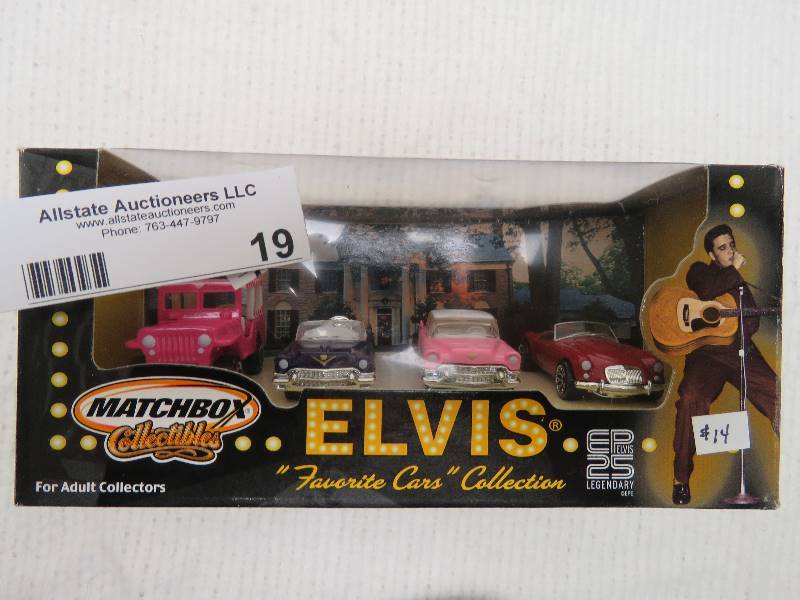 Allstate Auctioneers LLC
www.allstateauctioneers.com
Phone: 763-447-9797
19
MATCHBOX
Collectibles
ELVIS®
"Favorite Cars" Collection
For Adult Collectors
EP
ELVIS
25
LEGENDARY
$14